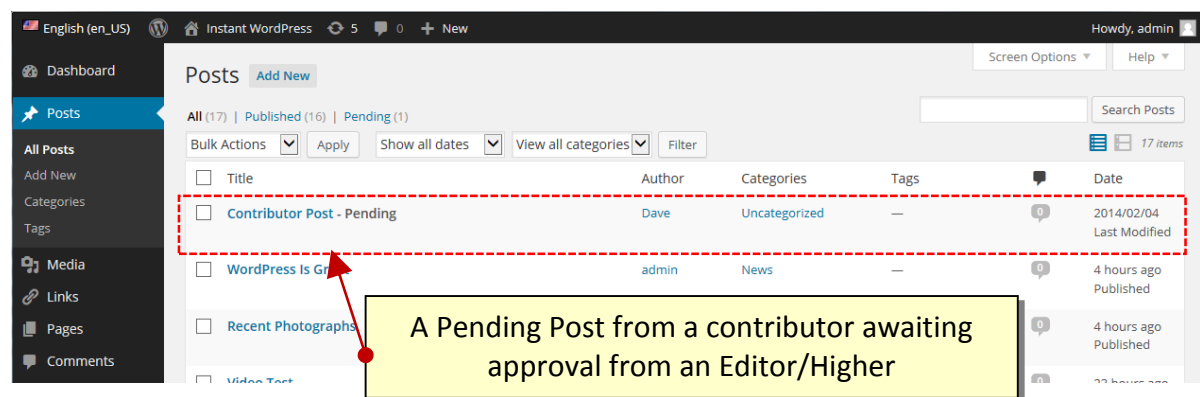 English (en_US) Instant WordPress 5 0 + New Howdy, admin
Screen Options Help
Dashboard
Posts Add New
Posts
All (17) | Published (16) | Pending (1) Search Posts
Bulk Actions Apply Show all dates View all categories Filter 17 items
All Posts
Add New
Categories
Tags
Media
Links
Pages
Comments
Title Author Categories Tags Date
Contributor Post - Pending Dave Uncategorized — 0 2014/02/04
Last Modified
WordPress Is admin News — 0 4 hours ago
Published
Recent Photographs 0 4 hours ago
Published
Video Test 0 23 hours ago
A Pending Post from a contributor awaiting
approval from an Editor/Higher